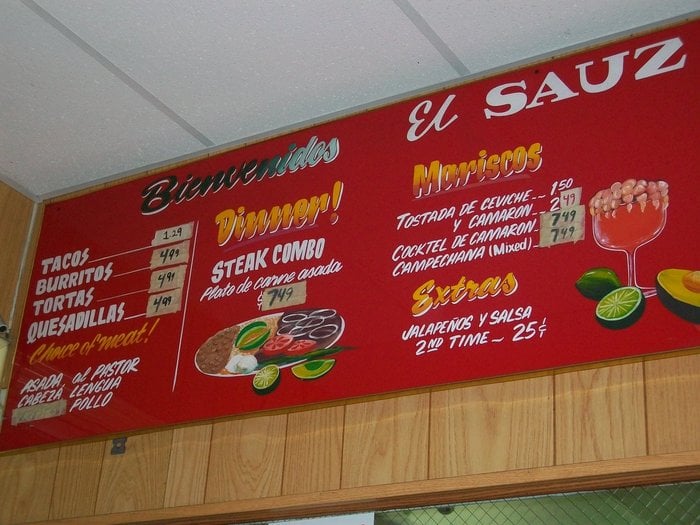 El SAUZ
Bienvenidos
TACOS 1.29
BURRITOS 4.99
TORTAS 4.99
QUESADILLAS 4.99
Choice of meat!
ASADA, al PASTOR
CABEZA LENGUA
POLLO
Dinner!
STEAK COMBO
Plato de carne asada
$7.49
Mariscos
TOSTADA DE CEVICHE -- 1.50
Y CAMARON -- 2.49
COCKTEL DE CAMARON 7.49
CAMPECHANA (Mixed) - 7.49
Extras
JALAPEÑOS Y SALSA
2ND TIME ~ 25¢